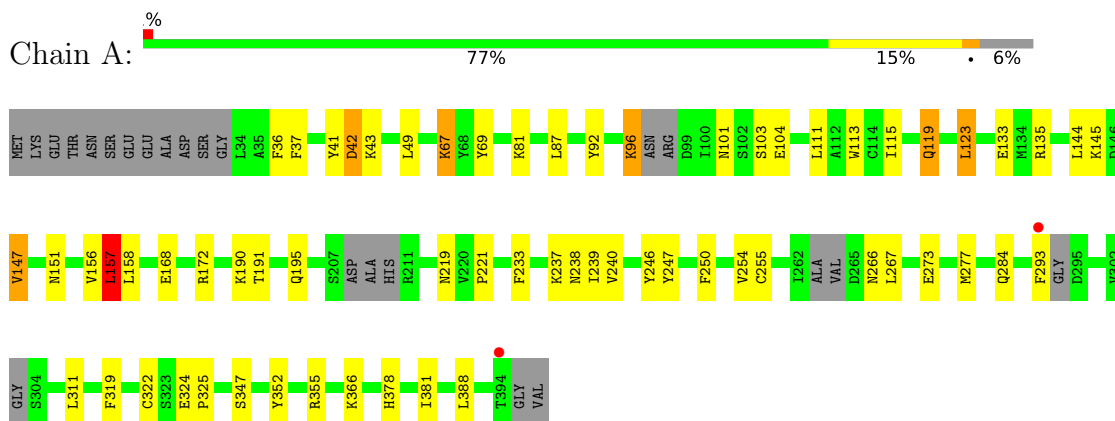 %
Chain A:
77% 15% • 6%
MET LYS GLU THR ASN SER GLU GLU ALA ASP SER GLY L34 A35 F36 F37 Y41 D42 K43 L49 K67 Y68 Y69 K81 L87 Y92 K96 ASN ARG D99 I100 N101 S102 S103 E104 L111 A112 W113 C114 I115 Q119 L123 E133 M134 R135 L144 K145 D146
V147 N151 V156 L157 L158 E168 R172 K190 T191 Q195 S207 ASP ALA HIS R211 N219 V220 P221 F233 K237 N238 I239 V240 Y246 Y247 F250 V254 C255 I262 ALA VAL D265 N266 L267 E273 M277 Q284 F293 GLY D295
GLY S304 L311 F319 C322 S323 E324 P325 S347 Y352 R355 K366 H378 I381 L388 T394 GLY VAL